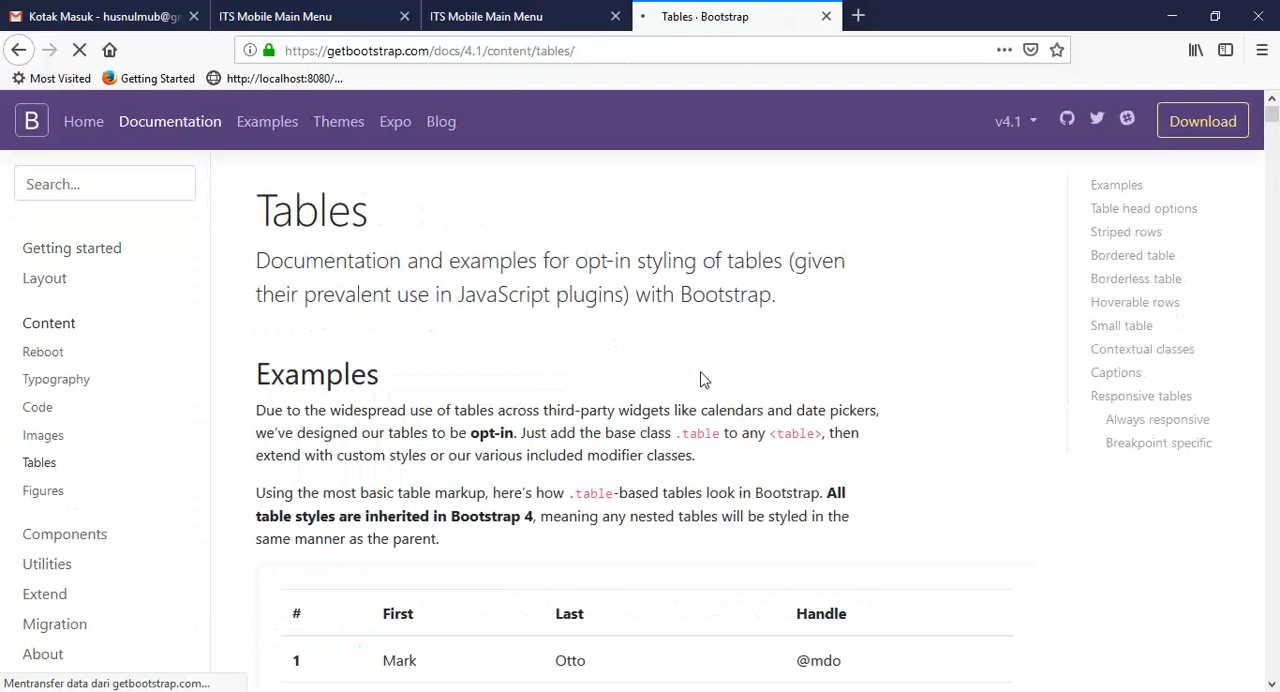 Kotak Masuk - husnulmub@gr
ITS Mobile Main Menu
ITS Mobile Main Menu
Tables · Bootstrap
https://getbootstrap.com/docs/4.1/content/tables/
Most Visited
Getting Started
http://localhost:8080/...
B
Home
Documentation
Examples
Themes
Expo
Blog
v4.1
Download
Search...
Getting started
Layout
Content
Reboot
Typography
Code
Images
Tables
Figures
Components
Utilities
Extend
Migration
About
Tables
Documentation and examples for opt-in styling of tables (given
their prevalent use in JavaScript plugins) with Bootstrap.
Examples
Due to the widespread use of tables across third-party widgets like calendars and date pickers,
we’ve designed our tables to be opt-in. Just add the base class .table to any <table>, then
extend with custom styles or our various included modifier classes.
Using the most basic table markup, here’s how .table-based tables look in Bootstrap. All
table styles are inherited in Bootstrap 4, meaning any nested tables will be styled in the
same manner as the parent.
# First Last Handle
1 Mark Otto @mdo
Examples
Table head options
Striped rows
Bordered table
Borderless table
Hoverable rows
Small table
Contextual classes
Captions
Responsive tables
Always responsive
Breakpoint specific
Mentransfer data dari getbootstrap.com...